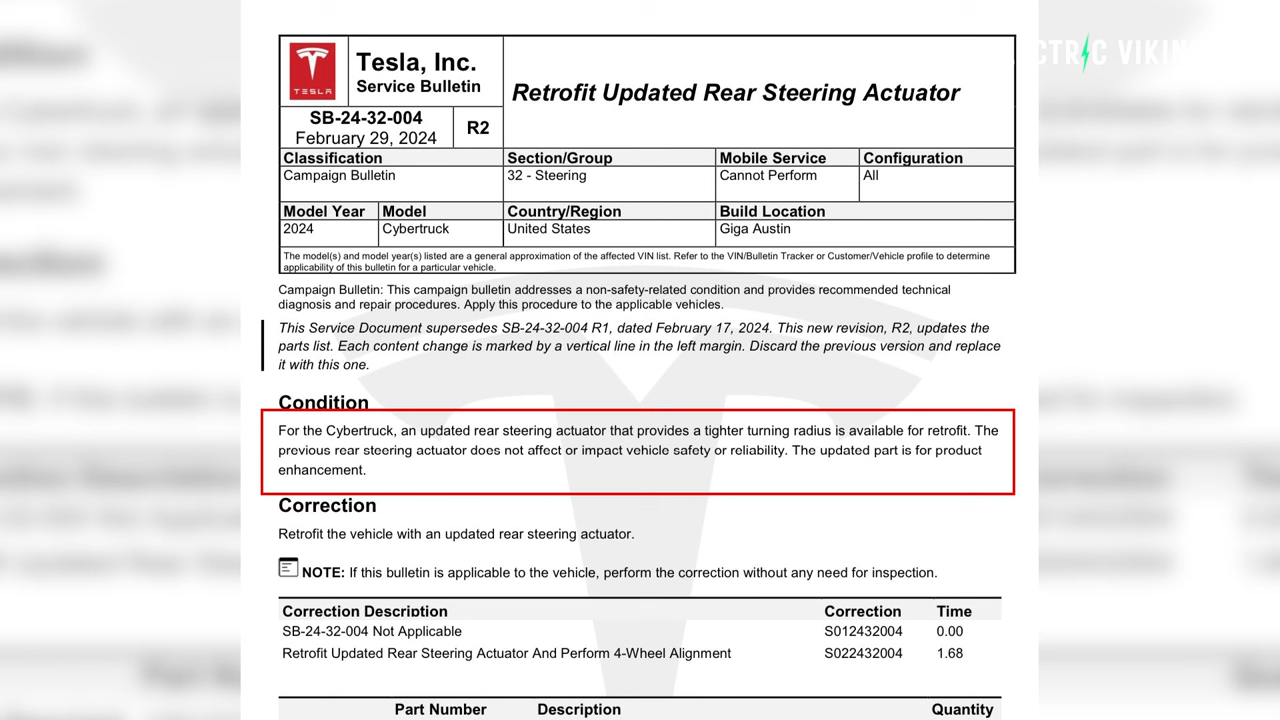 TESLA
Tesla, Inc.
Service Bulletin
Retrofit Updated Rear Steering Actuator
SB-24-32-004
February 29, 2024
R2
Classification
Section/Group
Mobile Service
Configuration
Campaign Bulletin
32 - Steering
Cannot Perform
All
Model Year
Model
Country/Region
Build Location
2024
Cybertruck
United States
Giga Austin
The model(s) and model year(s) listed are a general approximation of the affected VIN list. Refer to the VIN/Bulletin Tracker or Customer/Vehicle profile to determine
applicability of this bulletin for a particular vehicle.
Campaign Bulletin: This campaign bulletin addresses a non-safety-related condition and provides recommended technical
diagnosis and repair procedures. Apply this procedure to the applicable vehicles.
This Service Document supersedes SB-24-32-004 R1, dated February 17, 2024. This new revision, R2, updates the
parts list. Each content change is marked by a vertical line in the left margin. Discard the previous version and replace
it with this one.
Condition
For the Cybertruck, an updated rear steering actuator that provides a tighter turning radius is available for retrofit. The
previous rear steering actuator does not affect or impact vehicle safety or reliability. The updated part is for product
enhancement.
Correction
Retrofit the vehicle with an updated rear steering actuator.
NOTE: If this bulletin is applicable to the vehicle, perform the correction without any need for inspection.
Correction Description Correction Time
SB-24-32-004 Not Applicable S012432004 0.00
Retrofit Updated Rear Steering Actuator And Perform 4-Wheel Alignment S022432004 1.68
Part Number Description Quantity